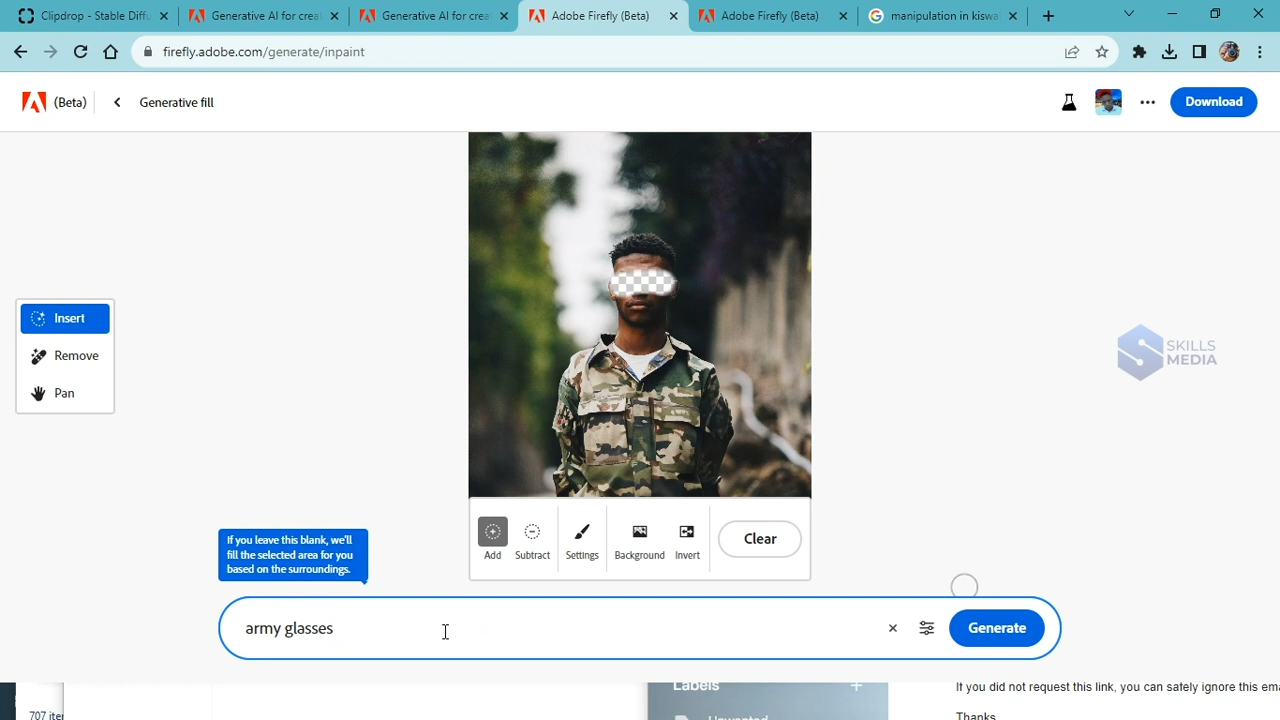 Clipdrop - Stable Diffu
Generative AI for crea
Generative AI for crea
Adobe Firefly (Beta)
Adobe Firefly (Beta)
manipulation in kiswa
firefly.adobe.com/generate/inpaint
(Beta)
Generative fill
Download
Insert
Remove
Pan
SKILLS
MEDIA
Add
Subtract
Settings
Background
Invert
Clear
If you leave this blank, we'll
fill the selected area for you
based on the surroundings.
army glasses
Generate
Labels
If you did not request this link, you can safely ignore this ema
707 iter
Unwanted
Thanks